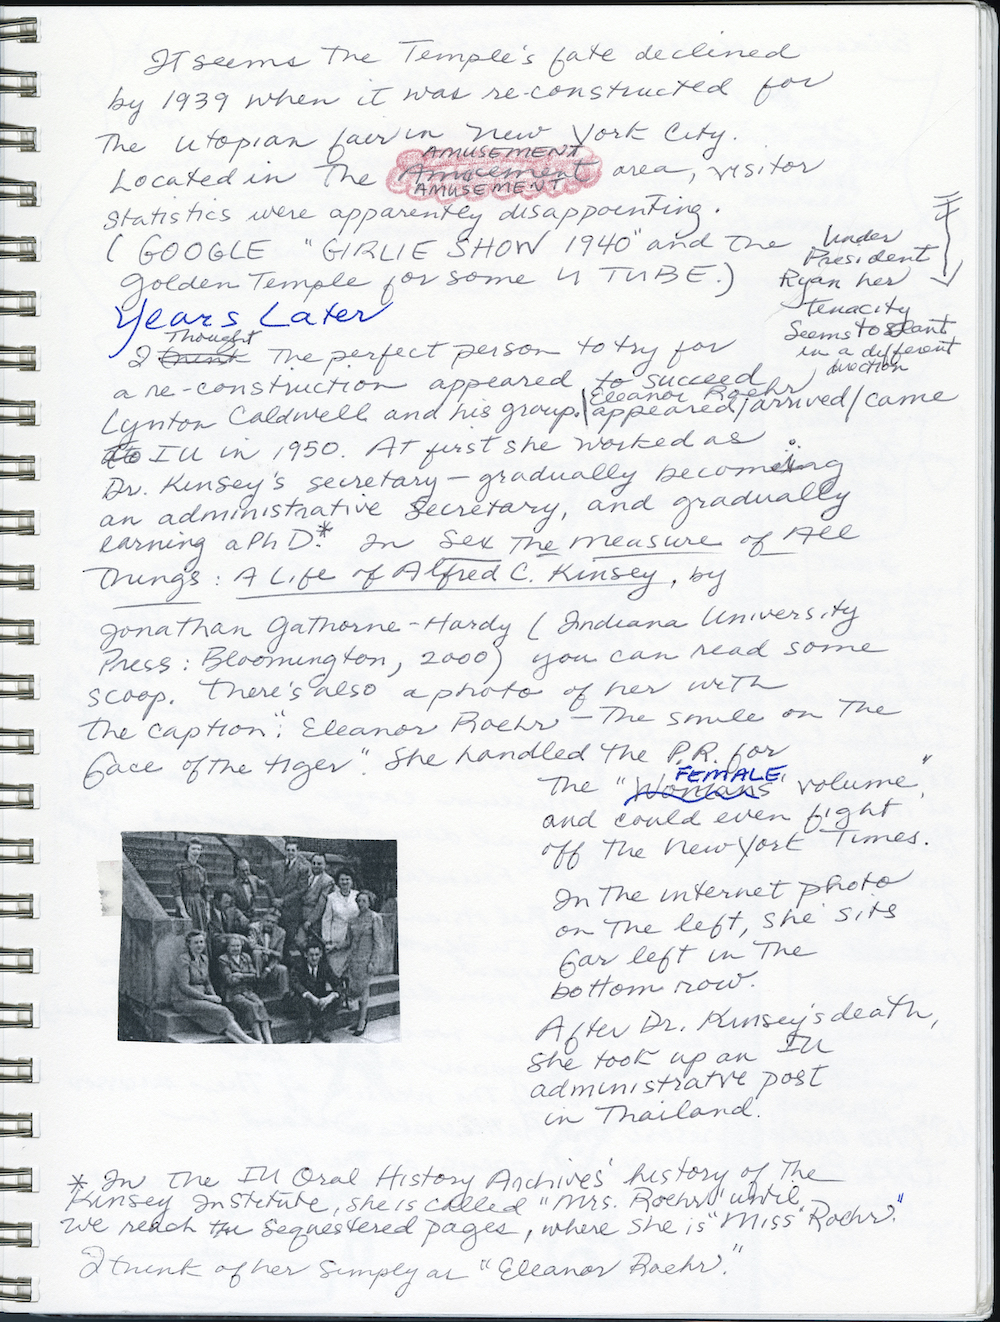 It seems the Temple's fate declined
by 1939 when it was re-constructed for
the utopian fair in New York City.
AMUSEMENT
Located in the Amusement area, visitor
AMUSEMENT
statistics were apparently disappointing.
( GOOGLE "GIRLIE SHOW 1940" and the
Golden Temple for some U TUBE.)
Under
President
Ryan her
tenacity
seems to slant
in a different
direction
Years Later
Thought
I think the perfect person to try for
a re-construction appeared to succeed
Lynton Caldwell and his group. Eleanor Roehr
appeared/arrived/came
to IU in 1950. At first she worked as
Dr. Kinsey's secretary – gradually becoming
an administrative secretary, and gradually
earning a PhD.* In Sex The Measure of All
Things: A Life of Alfred C. Kinsey, by
Jonathan Gathorne-Hardy ( Indiana University
Press: Bloomington, 2000) you can read some
scoop. There's also a photo of her with
the caption: "Eleanor Roehr – The smile on the
face of the tiger". She handled the P.R. for
FEMALE
the "Womans" volume",
and could even fight
off the New York Times.
In the internet photo
on the left, she sits
far left in the
bottom row.
After Dr. Kinsey's death,
she took up an IU
administratve post
in Thailand.
* In the IU Oral History Archives' history of the
Kinsey Institute, she is called "Mrs. Roehr" until
we reach the sequestered pages, where she is "Miss Roehr."
I think of her simply as "Eleanor Roehr."